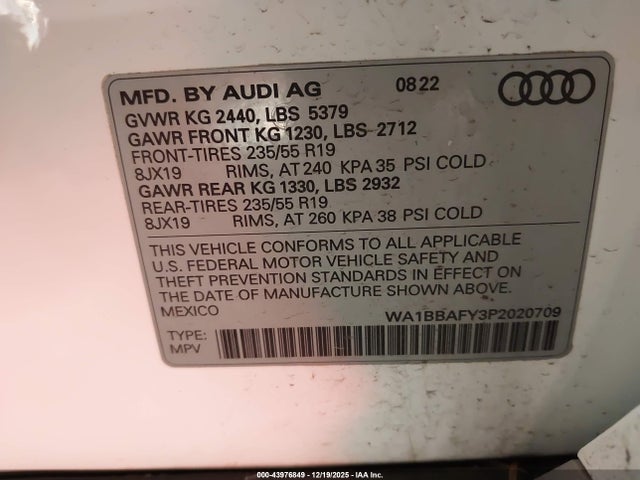 MFD. BY AUDI AG 08 22
GVWR KG 2440, LBS 5379
GAWR FRONT KG 1230, LBS 2712
FRONT-TIRES 235/55 R19
8JX19 RIMS, AT 240 KPA 35 PSI COLD
GAWR REAR KG 1330, LBS 2932
REAR-TIRES 235/55 R19
8JX19 RIMS, AT 260 KPA 38 PSI COLD
THIS VEHICLE CONFORMS TO ALL APPLICABLE
U.S. FEDERAL MOTOR VEHICLE SAFETY AND
THEFT PREVENTION STANDARDS IN EFFECT ON
THE DATE OF MANUFACTURE SHOWN ABOVE.
MEXICO WA1BBAFY3P2020709
TYPE:
MPV
000-43976849 - 12/19/2025 - IAA Inc.